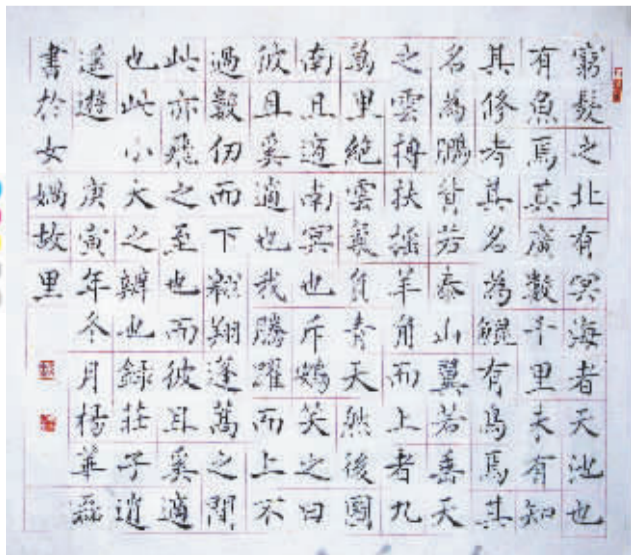 窮髮之北有冥海者天池也
有魚焉其廣數千里未有知
其修者其名為鯤有鳥焉其
名為鵬背若泰山翼若垂天
之雲摶扶搖羊角而上者九
萬里絕雲氣負青天然後圖
南且適南冥也斥鴳笑之曰
彼且奚適也我騰躍而上不
過數仞而下翱翔蓬蒿之間
此亦飛之至也而彼且奚適
也此小大之辯也錄莊子逍
遙遊 庚寅年冬月楊華磊
書於女媧故里